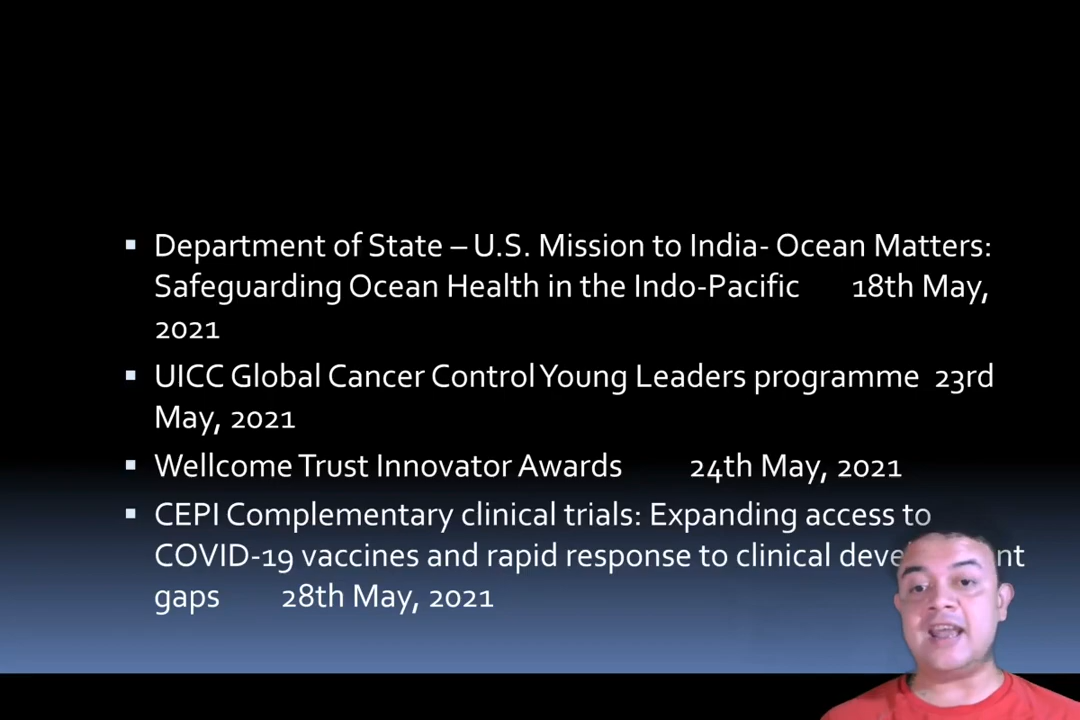 Department of State – U.S. Mission to India- Ocean Matters:
Safeguarding Ocean Health in the Indo-Pacific 18th May,
2021
UICC Global Cancer Control Young Leaders programme 23rd
May, 2021
Wellcome Trust Innovator Awards 24th May, 2021
CEPI Complementary clinical trials: Expanding access to
COVID-19 vaccines and rapid response to clinical
gaps 28th May, 2021